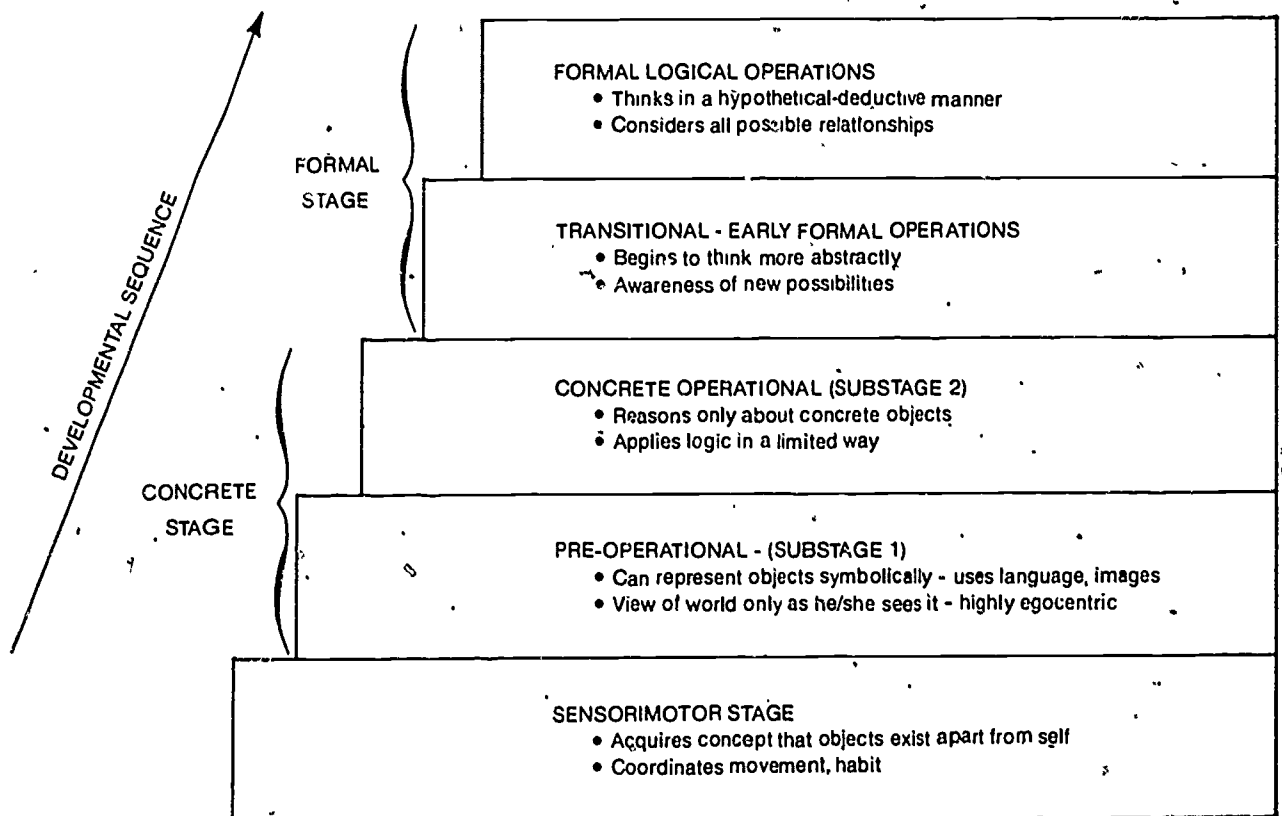 FORMAL LOGICAL OPERATIONS
• Thinks in a hypothetical-deductive manner
• Considers all possible relationships
FORMAL
STAGE
TRANSITIONAL - EARLY FORMAL OPERATIONS
• Begins to think more abstractly
• Awareness of new possibilities
DEVELOPMENTAL SEQUENCE
CONCRETE OPERATIONAL (SUBSTAGE 2)
• Reasons only about concrete objects
• Applies logic in a limited way
CONCRETE
STAGE
PRE-OPERATIONAL - (SUBSTAGE 1)
• Can represent objects symbolically - uses language, images
• View of world only as he/she sees it - highly egocentric
SENSORIMOTOR STAGE
• Acquires concept that objects exist apart from self
• Coordinates movement, habit